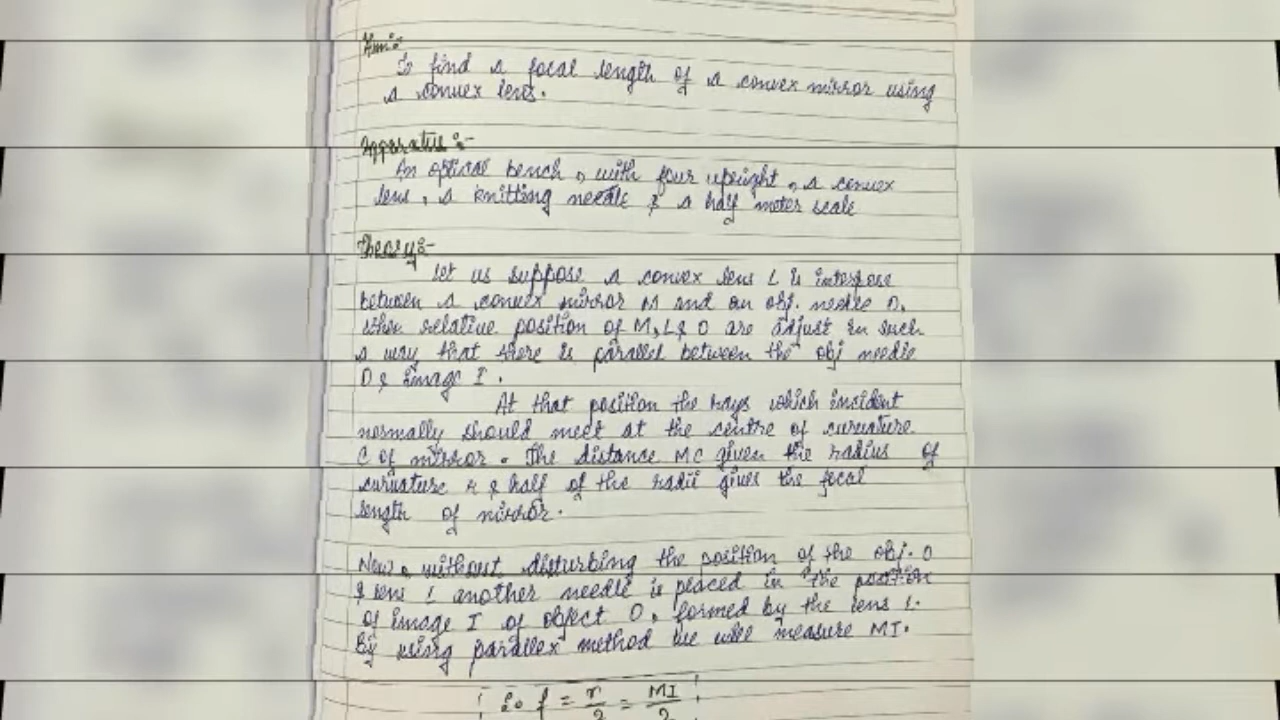 Aim:-
To find a focal length of a convex mirror using
a convex lens.
Apparatus :-
An optical bench, with four upright, a convex
lens, a knitting needle & a half meter scale
Theory:-
Let us suppose a convex lens L is interpose
between a convex mirror M and an obj. needle O,
when relative position of M, L & O are adjust in such
a way that there is parallel between the obj needle
O & image I.
At that position the rays which incident
normally should meet at the centre of curvature
C of mirror. The distance MC given the radius of
curvature r & half of the radii gives the focal
length of mirror.
Now, without disturbing the position of the obj. O
& lens L another needle is placed in the position
of image I of object O, formed by the lens L.
By using parallex method we will measure MI.
So f = r/2 = MI/2